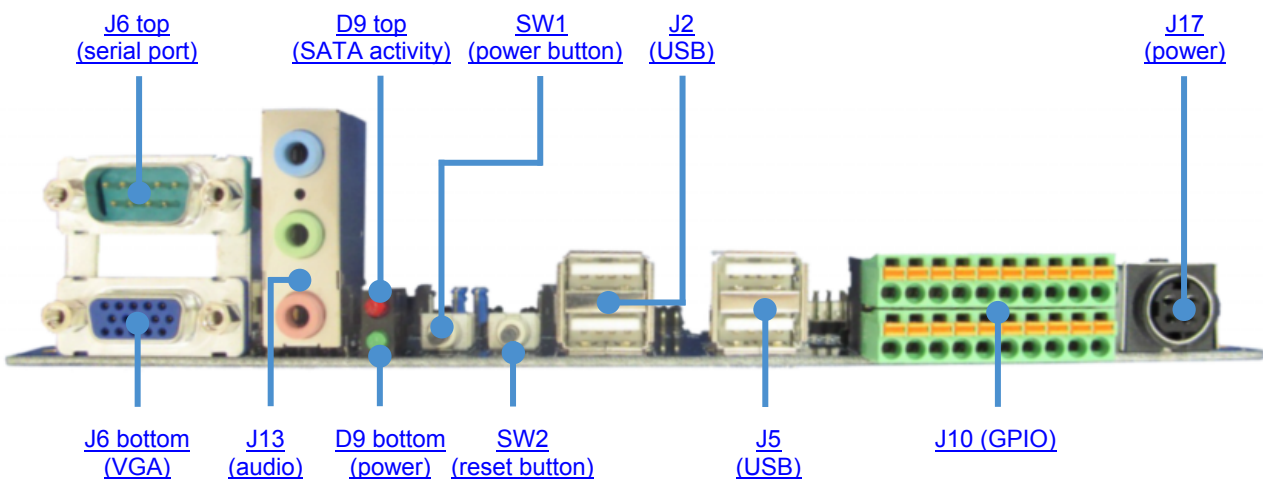 J6 top
(serial port)
D9 top
(SATA activity)
SW1
(power button)
J2
(USB)
J17
(power)
J6 bottom
(VGA)
J13
(audio)
D9 bottom
(power)
SW2
(reset button)
J5
(USB)
J10 (GPIO)